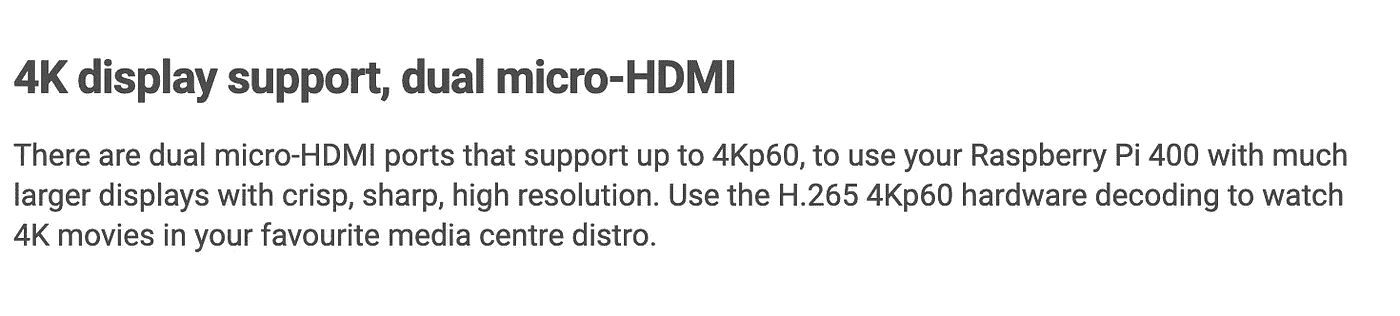 4K display support, dual micro-HDMI
There are dual micro-HDMI ports that support up to 4Kp60, to use your Raspberry Pi 400 with much
larger displays with crisp, sharp, high resolution. Use the H.265 4Kp60 hardware decoding to watch
4K movies in your favourite media centre distro.